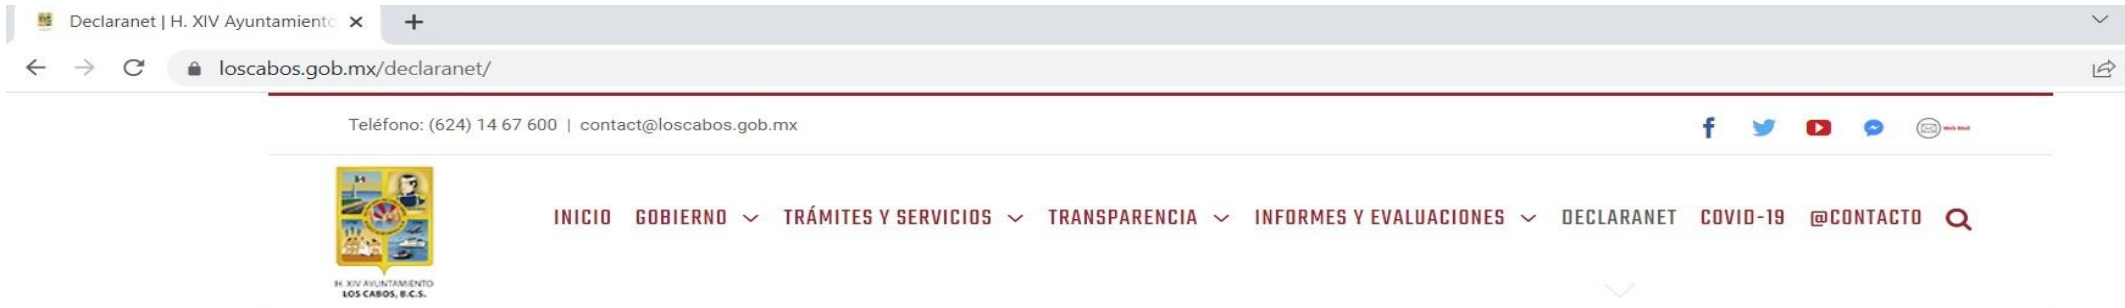 Declaranet | H. XIV Ayuntamiento
loscabos.gob.mx/declaranet/
Teléfono: (624) 14 67 600 | contact@loscabos.gob.mx
INICIO GOBIERNO TRÁMITES Y SERVICIOS TRANSPARENCIA INFORMES Y EVALUACIONES DECLARANET COVID-19 @CONTACTO
H. XIV AYUNTAMIENTO
LOS CABOS, B.C.S.